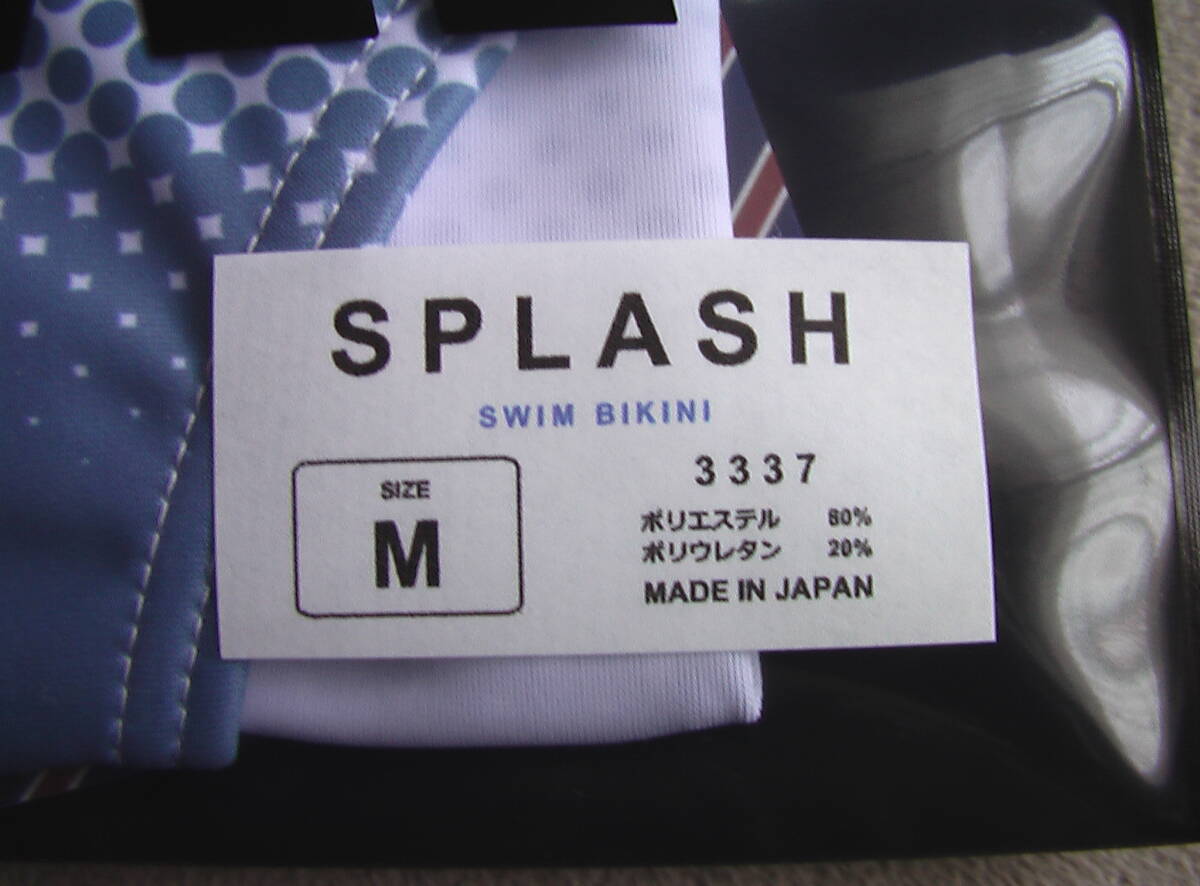 SPLASH
SWIM BIKINI
SIZE
M
3337
ポリエステル 80%
ポリウレタン 20%
MADE IN JAPAN